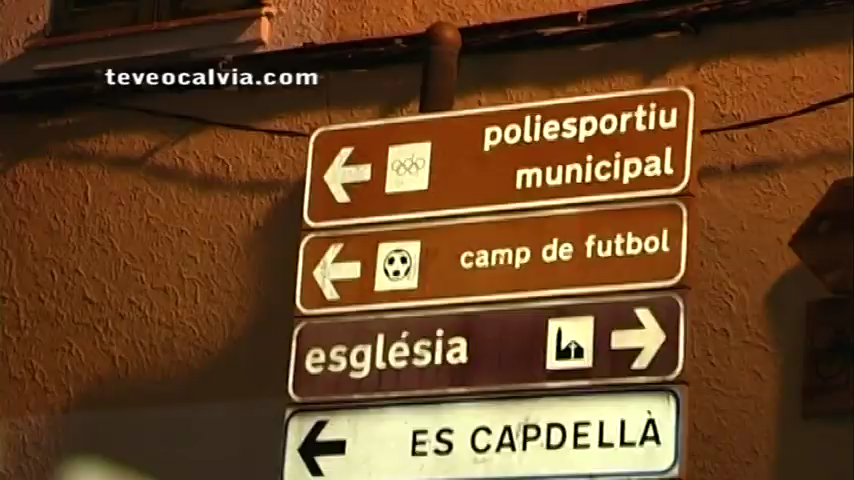 teveocalvia.com
poliesportiu
municipal
camp de futbol
església
ES CAPDELLÀ